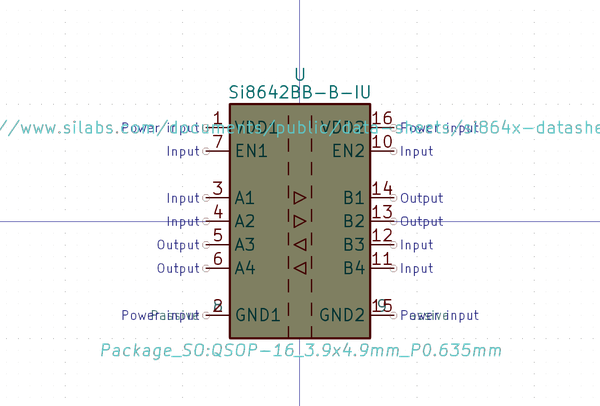 U
Si8642BB-B-IU
//www.silabs.com/documents/public/data-sheets/si864x-datashe
Power input 1 VDD1 VDD2 16 Power input
Input 7 EN1 EN2 10 Input
Input 3 A1 B1 14 Output
Input 4 A2 B2 13 Output
Output 5 A3 B3 12 Input
Output 6 A4 B4 11 Input
Power input 2 GND1 GND2 15 Power input
Package_SO:QSOP-16_3.9x4.9mm_P0.635mm